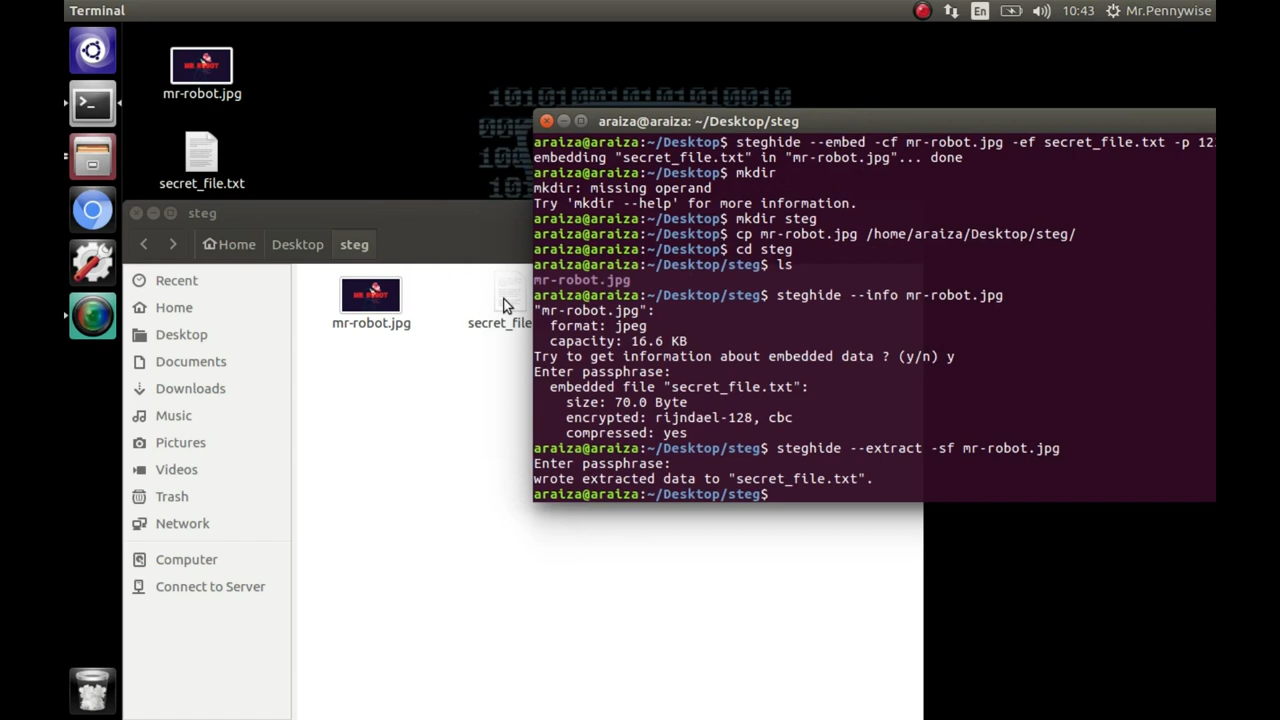 Terminal
En
10:43
Mr.Pennywise
MR ROBOT
mr-robot.jpg
secret_file.txt
10101001010101010
araiza@araiza: ~/Desktop/steg
araiza@araiza:~/Desktop$ steghide --embed -cf mr-robot.jpg -ef secret_file.txt -p 12
embedding "secret_file.txt" in "mr-robot.jpg"... done
araiza@araiza:~/Desktop$ mkdir
mkdir: missing operand
Try 'mkdir --help' for more information.
araiza@araiza:~/Desktop$ mkdir steg
araiza@araiza:~/Desktop$ cp mr-robot.jpg /home/araiza/Desktop/steg/
araiza@araiza:~/Desktop$ cd steg
araiza@araiza:~/Desktop/steg$ ls
mr-robot.jpg
araiza@araiza:~/Desktop/steg$ steghide --info mr-robot.jpg
"mr-robot.jpg":
format: jpeg
capacity: 16.6 KB
Try to get information about embedded data ? (y/n) y
Enter passphrase:
embedded file "secret_file.txt":
size: 70.0 Byte
encrypted: rijndael-128, cbc
compressed: yes
araiza@araiza:~/Desktop/steg$ steghide --extract -sf mr-robot.jpg
Enter passphrase:
wrote extracted data to "secret_file.txt".
araiza@araiza:~/Desktop/steg$
steg
Home
Desktop
steg
Recent
Home
Desktop
Documents
Downloads
Music
Pictures
Videos
Trash
Network
Computer
Connect to Server
MR ROBOT
mr-robot.jpg
secret_file